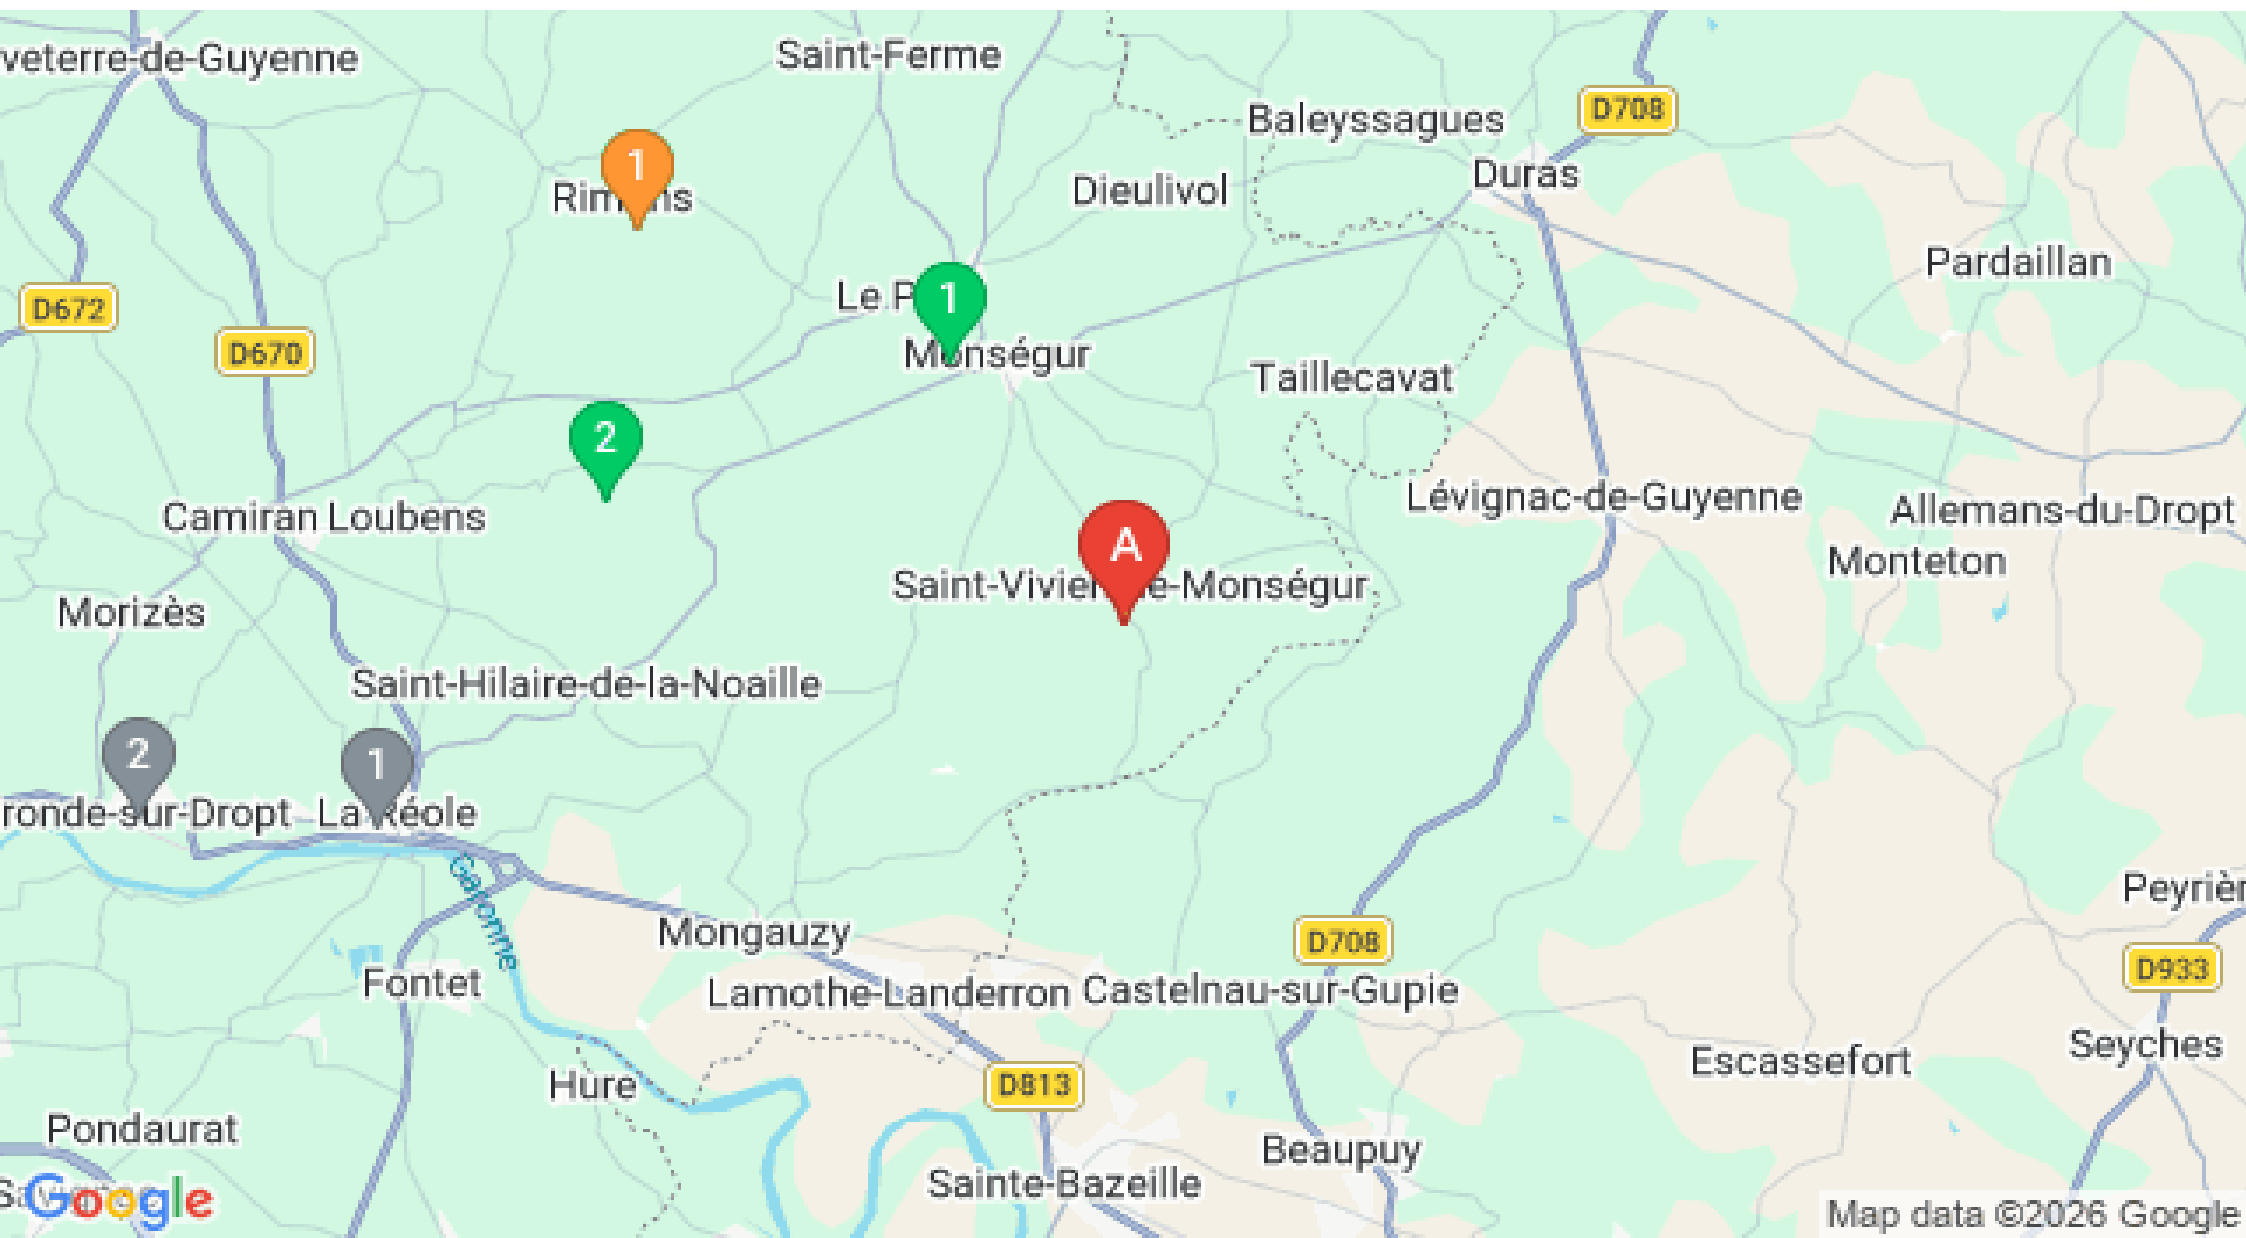 veterre-de-Guyenne
Saint-Ferme
D708
Baleyssagues
1
Duras
Dieulivol
Pardaillan
D672
1
Le P
D670
Monségur
Taillecavat
2
Lévignac-de-Guyenne
Allemans-du-Dropt
Camiran Loubens
A
Monteton
Saint-Vivien
e-Monségur
Morizès
Saint-Hilaire-de-la-Noaille
2
1
ronde-sur-Dropt
La Réole
Garonne
Peyrièr
Mongauzy
D708
D933
Fontet
Lamothe-Landerron
Castelnau-sur-Gupie
Seyches
Escassefort
Hure
D813
Pondaurat
Beaupuy
Sainte-Bazeille
Google
Map data ©2026 Google